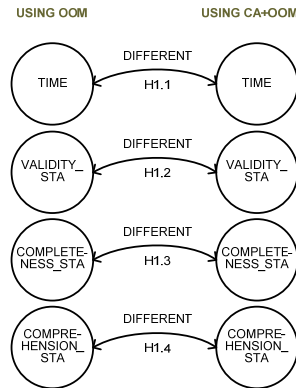 USING OOM USING CA+OOM
DIFFERENT
TIME TIME
H1.1
DIFFERENT
VALIDITY_
STA
VALIDITY_
STA
H1.2
DIFFERENT
COMPLETE-
NESS_STA
COMPLETE-
NESS_STA
H1.3
DIFFERENT
COMPRE-
HENSION_
STA
COMPRE-
HENSION_
STA
H1.4